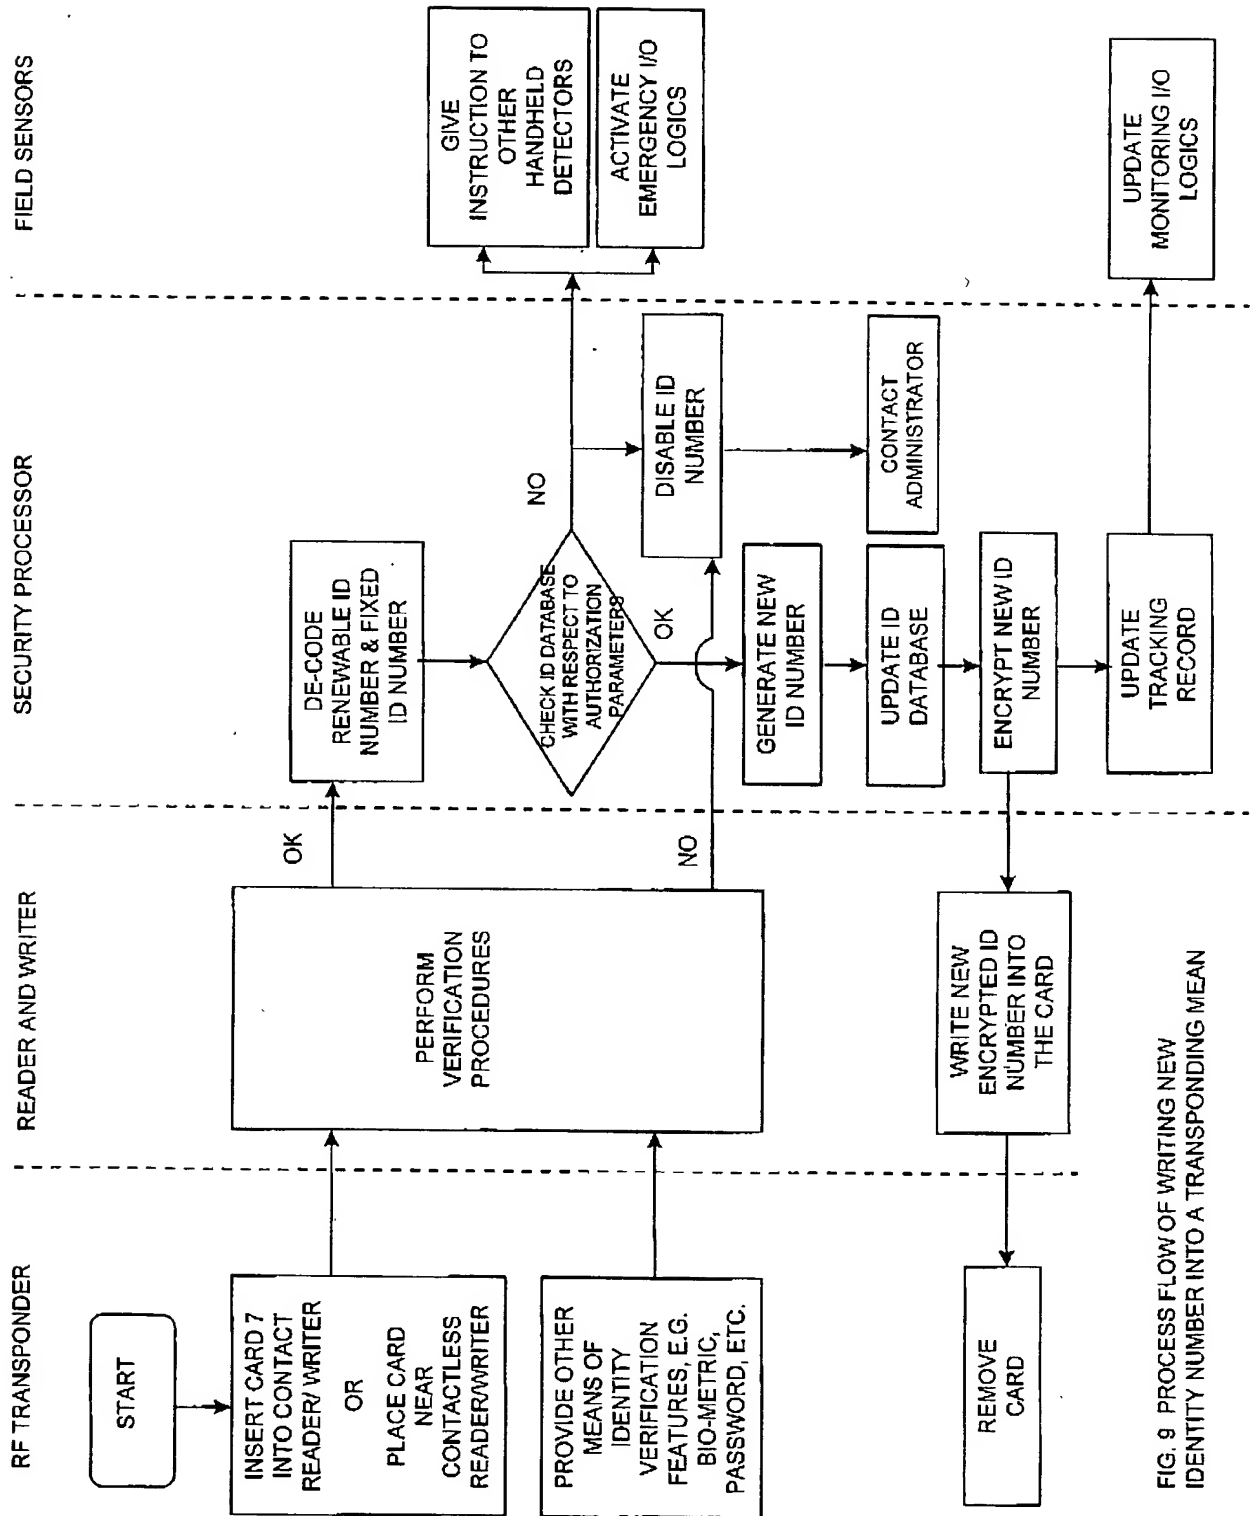 RF TRANSPONDER
READER AND WRITER
SECURITY PROCESSOR
FIELD SENSORS
START
INSERT CARD 7
INTO CONTACT
READER/ WRITER
OR
PLACE CARD
NEAR
CONTACTLESS
READER/WRITER
PROVIDE OTHER
MEANS OF
IDENTITY
VERIFICATION
FEATURES, E.G.
BIO-METRIC,
PASSWORD, ETC.
REMOVE
CARD
PERFORM
VERIFICATION
PROCEDURES
OK
NO
WRITE NEW
ENCRYPTED ID
NUMBER INTO
THE CARD
DE-CODE
RENEWABLE ID
NUMBER & FIXED
ID NUMBER
CHECK ID DATABASE
WITH RESPECT TO
AUTHORIZATION
PARAMETERS
NO
OK
DISABLE ID
NUMBER
CONTACT
ADMINISTRATOR
GENERATE NEW
ID NUMBER
UPDATE ID
DATABASE
ENCRYPT NEW ID
NUMBER
UPDATE
TRACKING
RECORD
GIVE
INSTRUCTION TO
OTHER
HANDHELD
DETECTORS
ACTIVATE
EMERGENCY I/O
LOGICS
UPDATE
MONITORING I/O
LOGICS
FIG. 9 PROCESS FLOW OF WRITING NEW
IDENTITY NUMBER INTO A TRANSPONDING MEAN